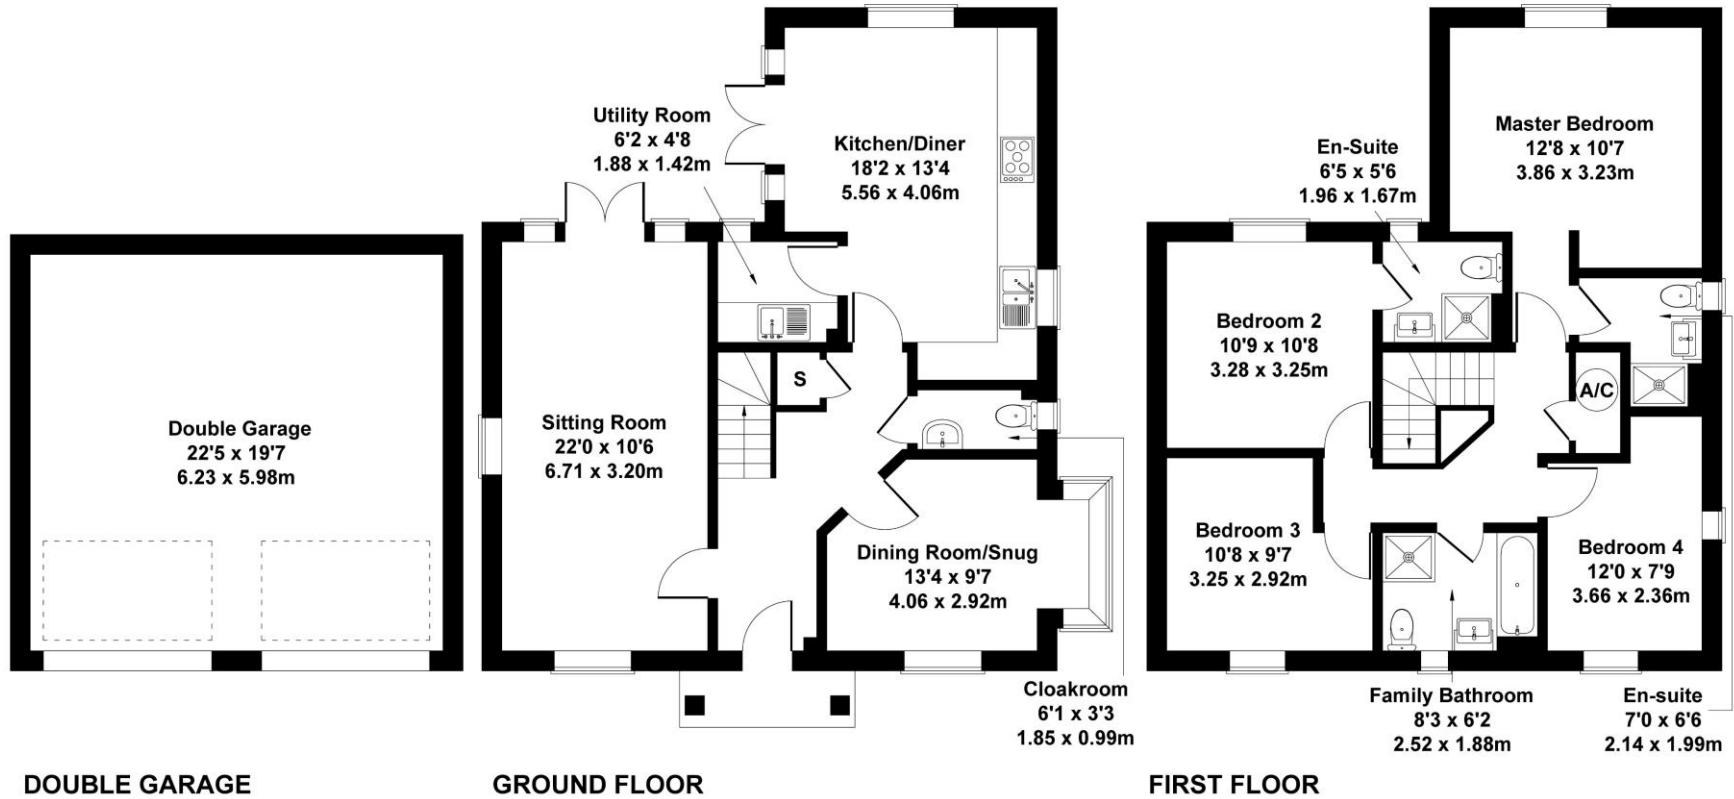 Utility Room
6'2 x 4'8
1.88 x 1.42m
Kitchen/Diner
18'2 x 13'4
5.56 x 4.06m
En-Suite
6'5 x 5'6
1.96 x 1.67m
Master Bedroom
12'8 x 10'7
3.86 x 3.23m
Double Garage
22'5 x 19'7
6.23 x 5.98m
Sitting Room
22'0 x 10'6
6.71 x 3.20m
S
Bedroom 2
10'9 x 10'8
3.28 x 3.25m
A/C
Dining Room/Snug
13'4 x 9'7
4.06 x 2.92m
Bedroom 3
10'8 x 9'7
3.25 x 2.92m
Bedroom 4
12'0 x 7'9
3.66 x 2.36m
Cloakroom
6'1 x 3'3
1.85 x 0.99m
Family Bathroom
8'3 x 6'2
2.52 x 1.88m
En-suite
7'0 x 6'6
2.14 x 1.99m
DOUBLE GARAGE
GROUND FLOOR
FIRST FLOOR